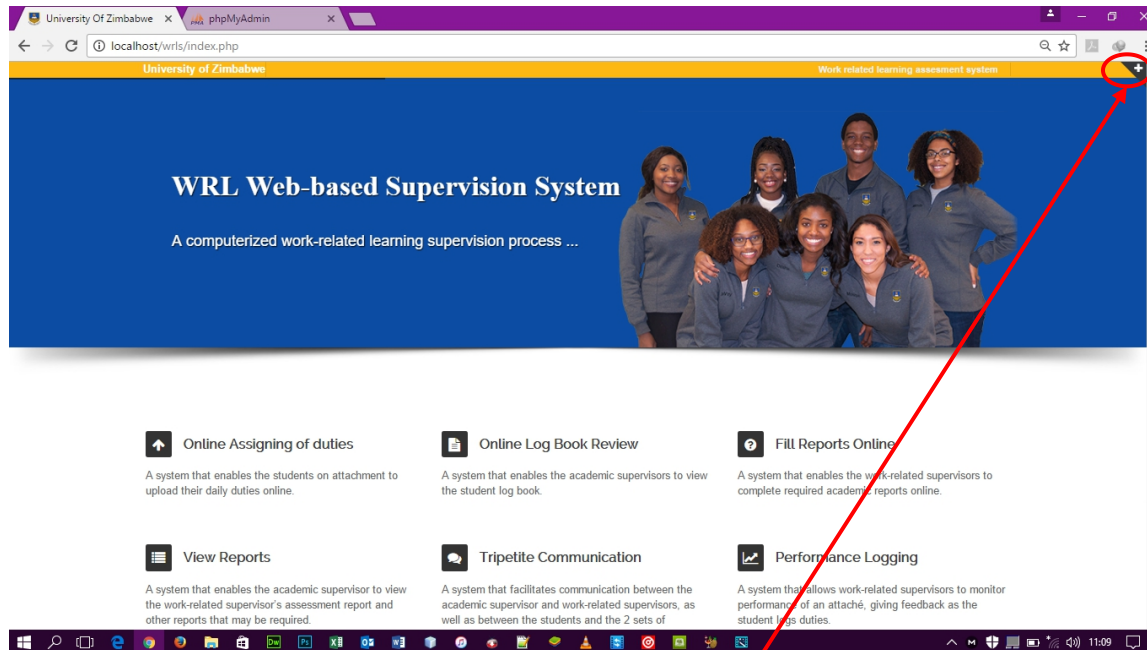 University Of Zimbabwe
phpMyAdmin
localhost/wrls/index.php
University of Zimbabwe
Work related learning assesment system
WRL Web-based Supervision System
A computerized work-related learning supervision process ...
Online Assigning of duties
A system that enables the students on attachment to
upload their daily duties online.
Online Log Book Review
A system that enables the academic supervisors to view
the student log book.
Fill Reports Online
A system that enables the work-related supervisors to
complete required academic reports online.
View Reports
A system that enables the academic supervisor to view
the work-related supervisor's assessment report and
other reports that may be required.
Tripetite Communication
A system that facilitates communication between the
academic supervisor and work-related supervisors, as
well as between the students and the 2 sets of
Performance Logging
A system that allows work-related supervisors to monitor
performance of an attaché, giving feedback as the
student logs duties.
11:09